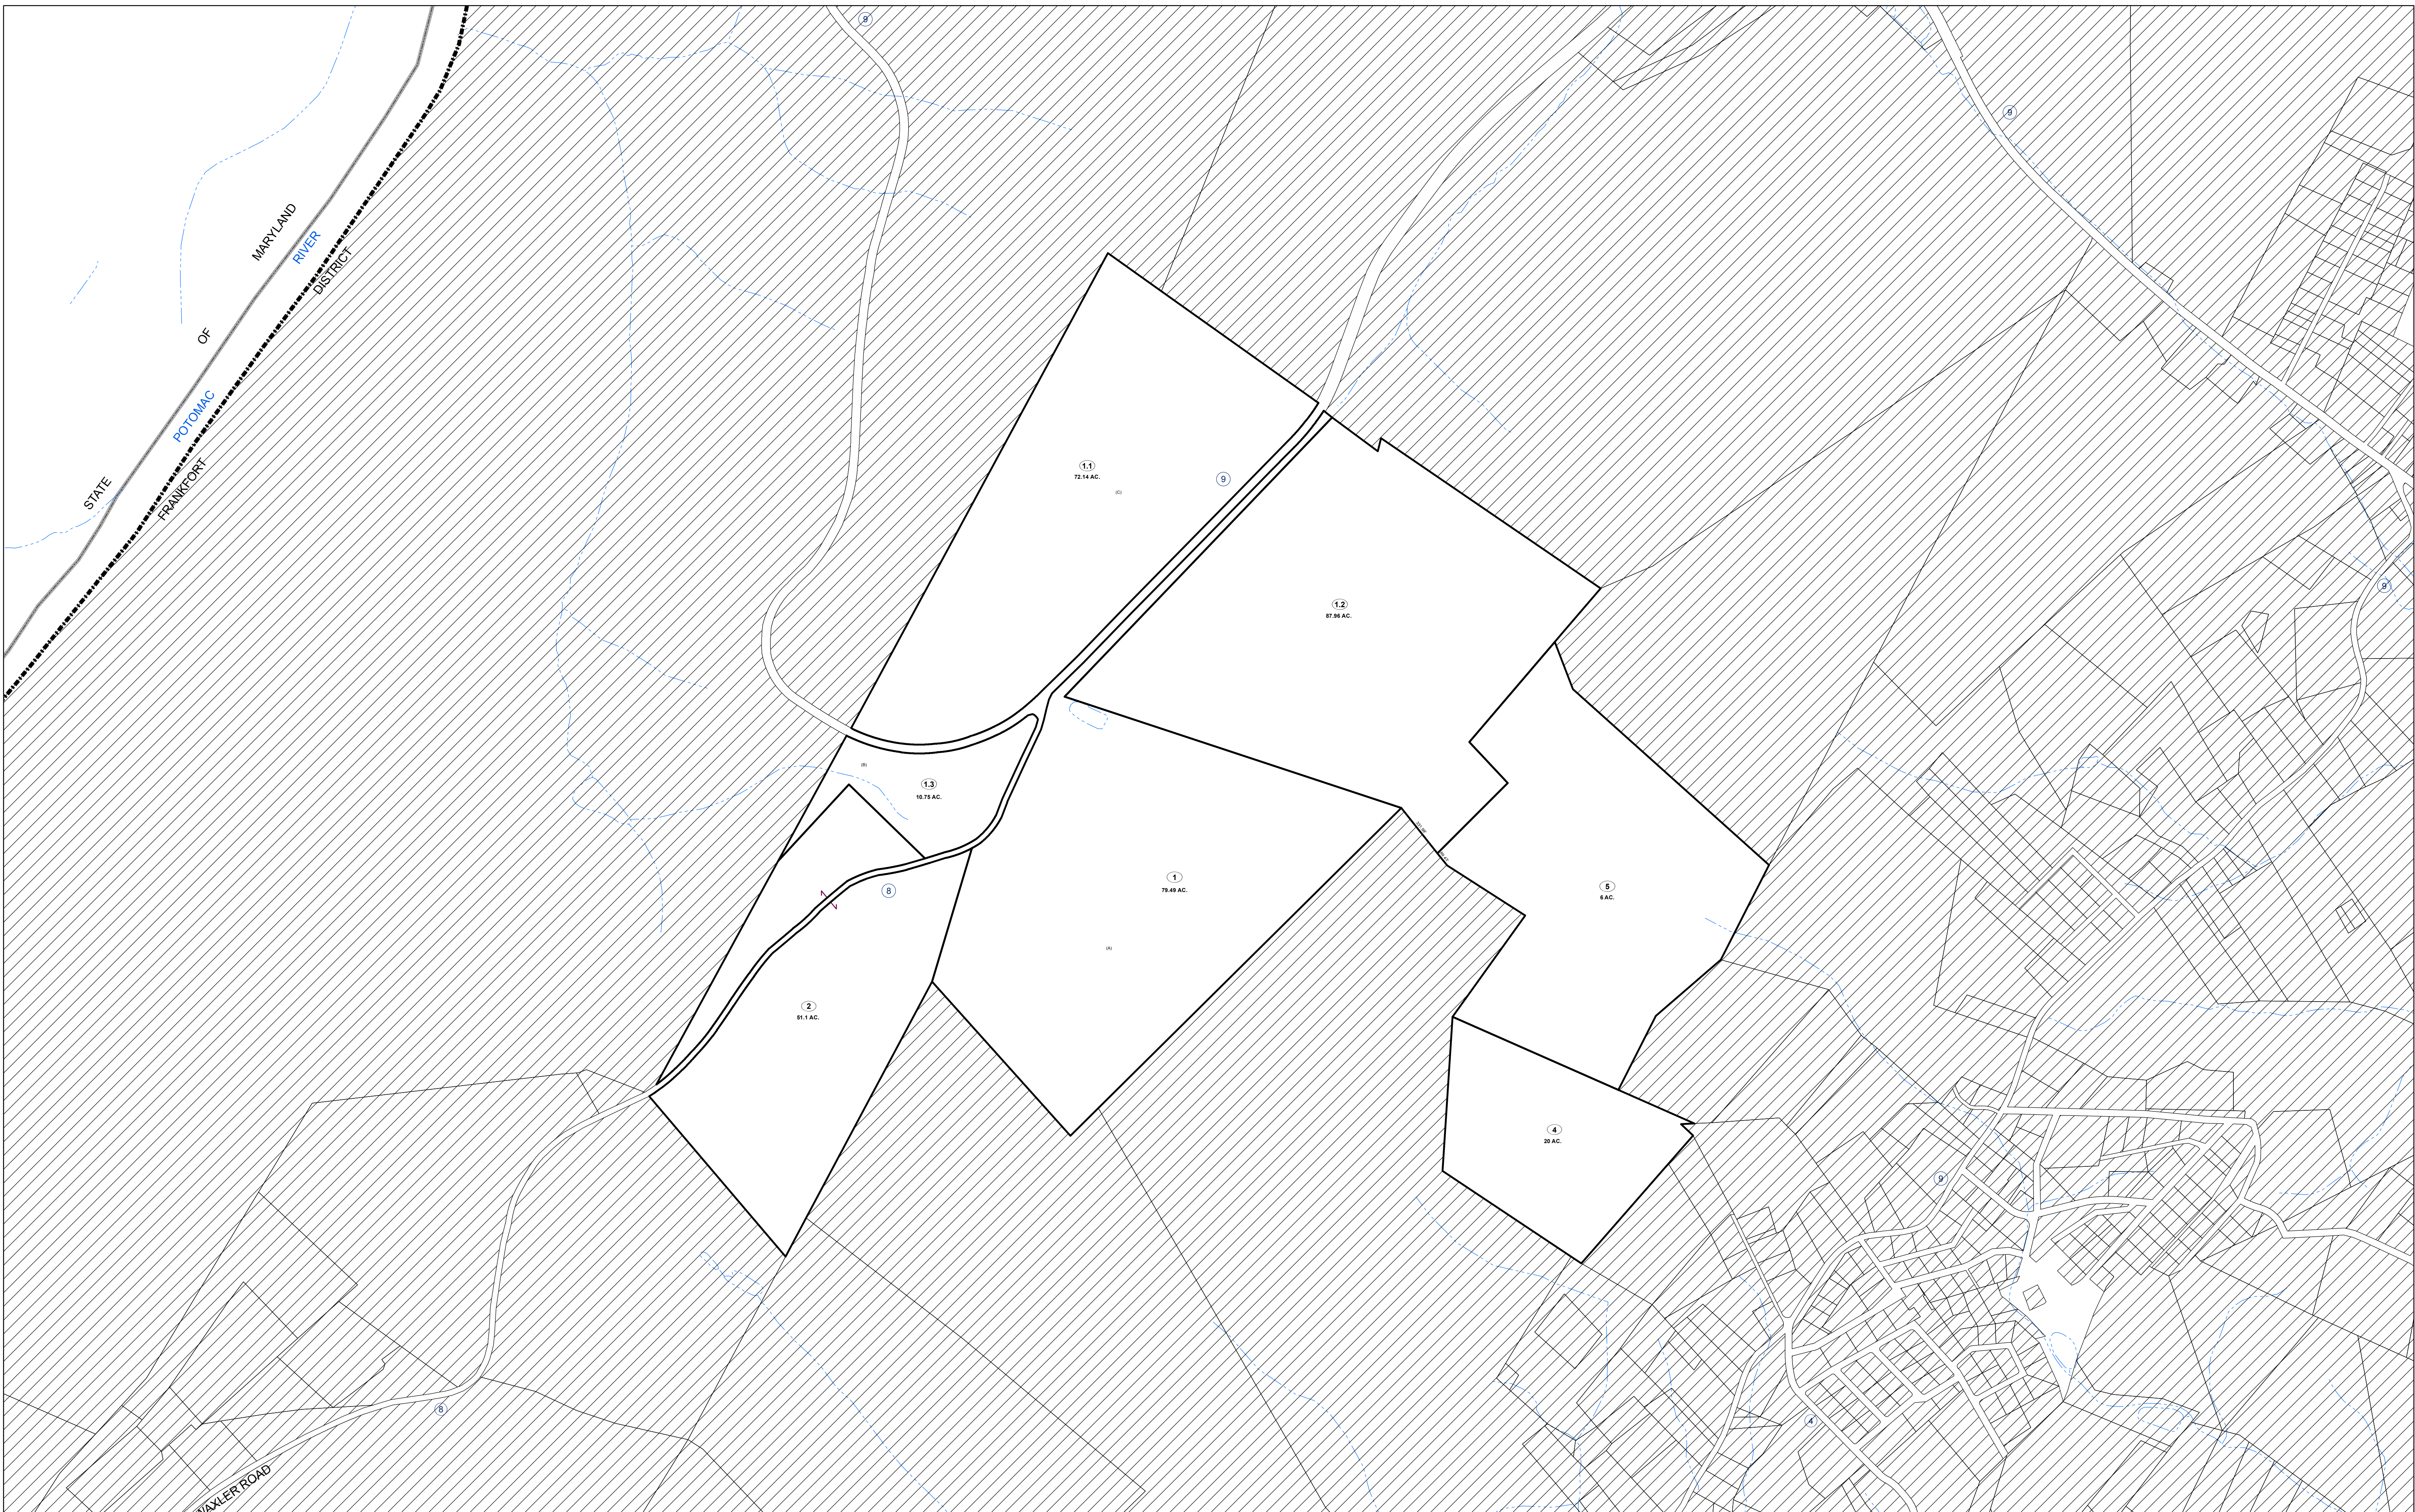 9
9
STATE OF MARYLAND
POTOMAC RIVER
FRANKFORT DISTRICT
1.1
72.14 AC.
(C)
9
9
1.2
87.96 AC.
(B)
1.3
10.75 AC.
8
1
79.49 AC.
(A)
5
6 AC.
2
51.1 AC.
4
20 AC.
9
8
4
WAXLER ROAD